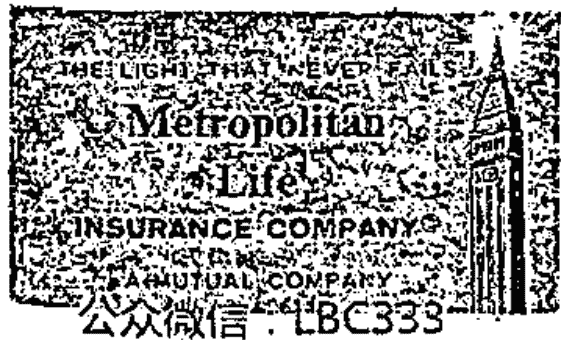 THE LIGHT THAT NEVER FAILS
Metropolitan
Life
INSURANCE COMPANY
A MUTUAL COMPANY
公众微信：LBC333